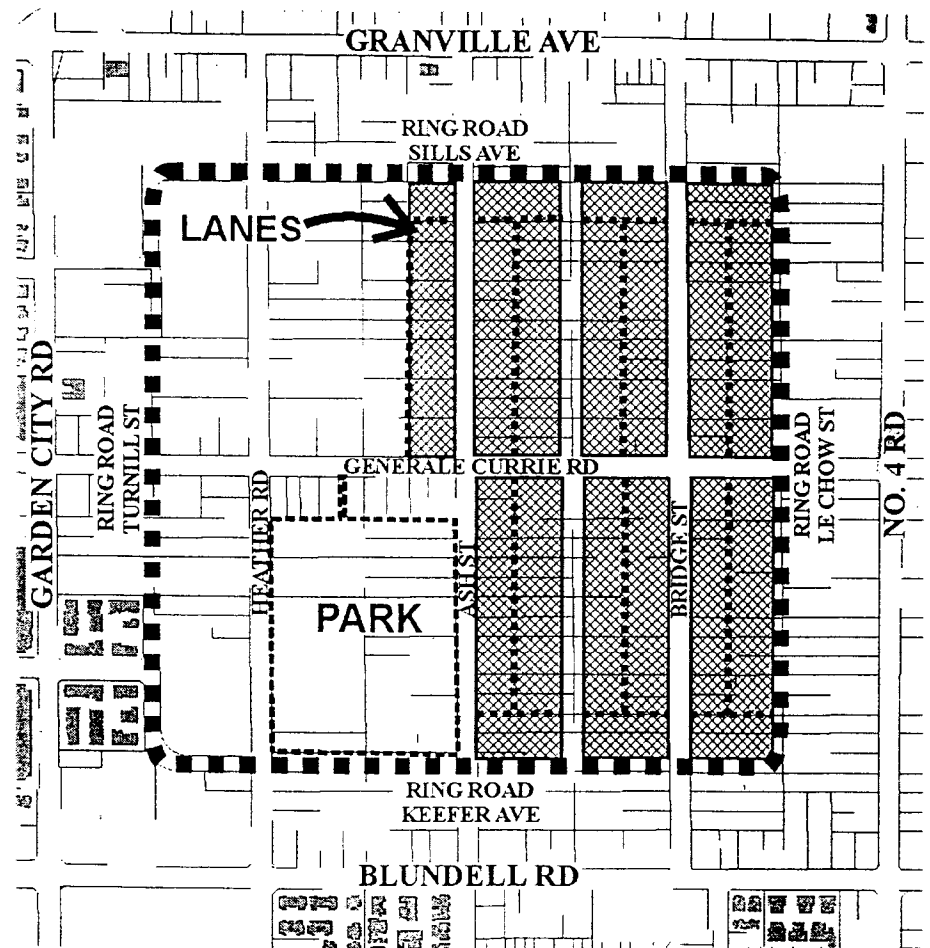 GRANVILLE AVE
RING ROAD
SILLS AVE
LANES
GARDEN CITY RD
RING ROAD
TURNILL ST
GENERALE CURRIE RD
HEATHER RD
ASH ST
BRIDGE ST
RING ROAD
LE CHOW ST
NO. 4 RD
PARK
RING ROAD
KEEFER AVE
BLUNDELL RD